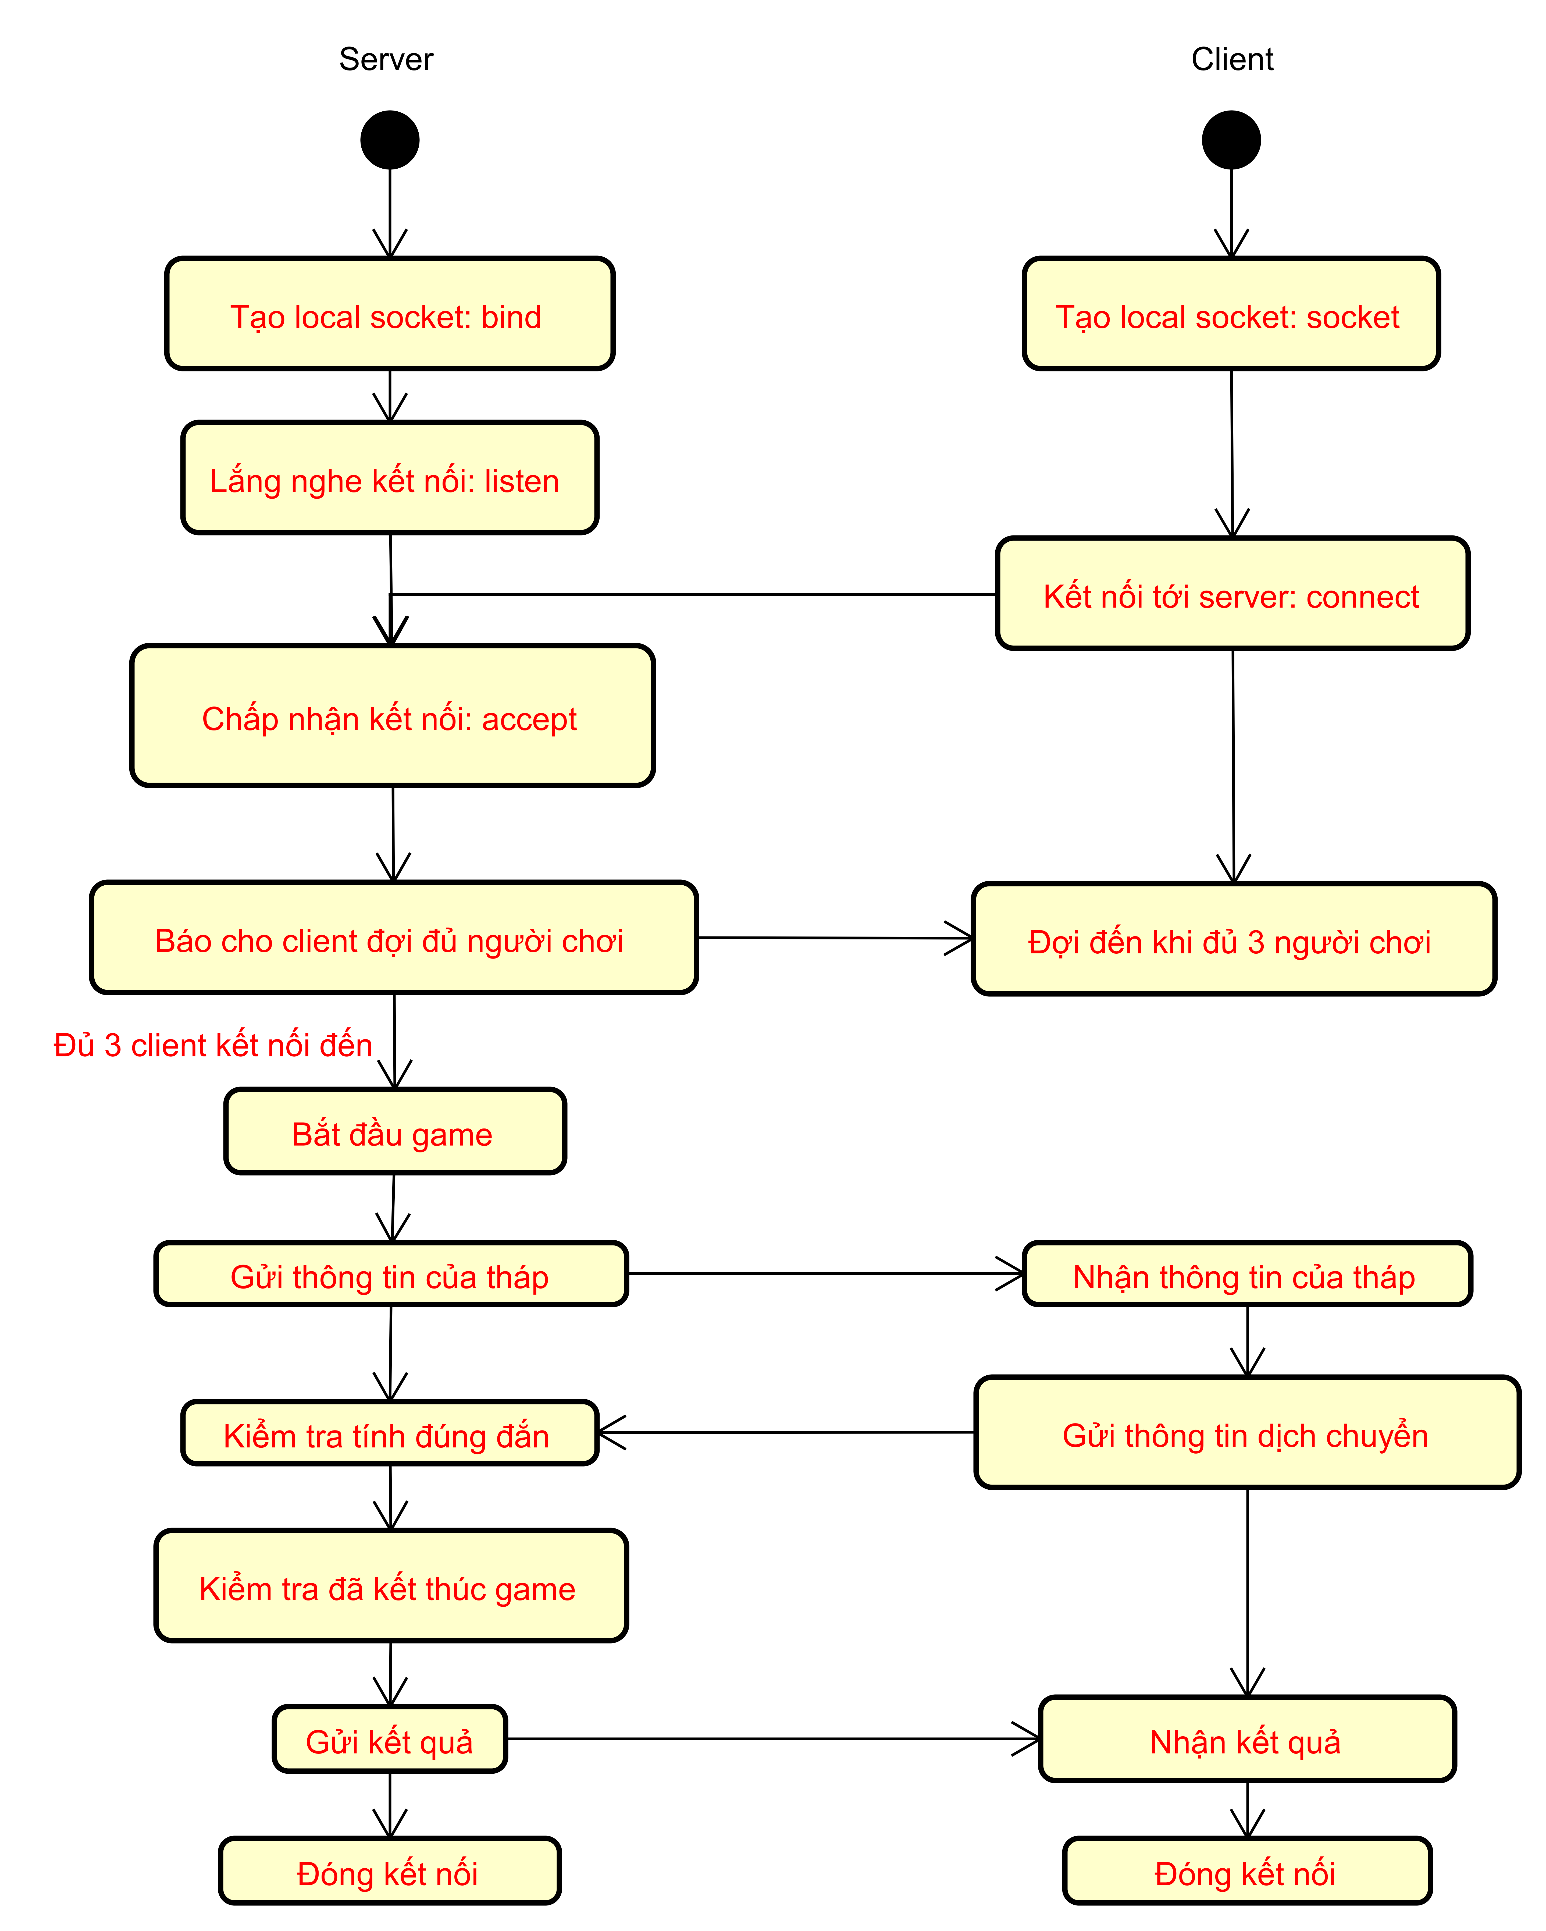 Server
Client
Tạo local socket: bind
Tạo local socket: socket
Lắng nghe kết nối: listen
Kết nối tới server: connect
Chấp nhận kết nối: accept
Báo cho client đợi đủ người chơi
Đợi đến khi đủ 3 người chơi
Đủ 3 client kết nối đến
Bắt đầu game
Gửi thông tin của tháp
Nhận thông tin của tháp
Kiểm tra tính đúng đắn
Gửi thông tin dịch chuyển
Kiểm tra đã kết thúc game
Gửi kết quả
Nhận kết quả
Đóng kết nối
Đóng kết nối